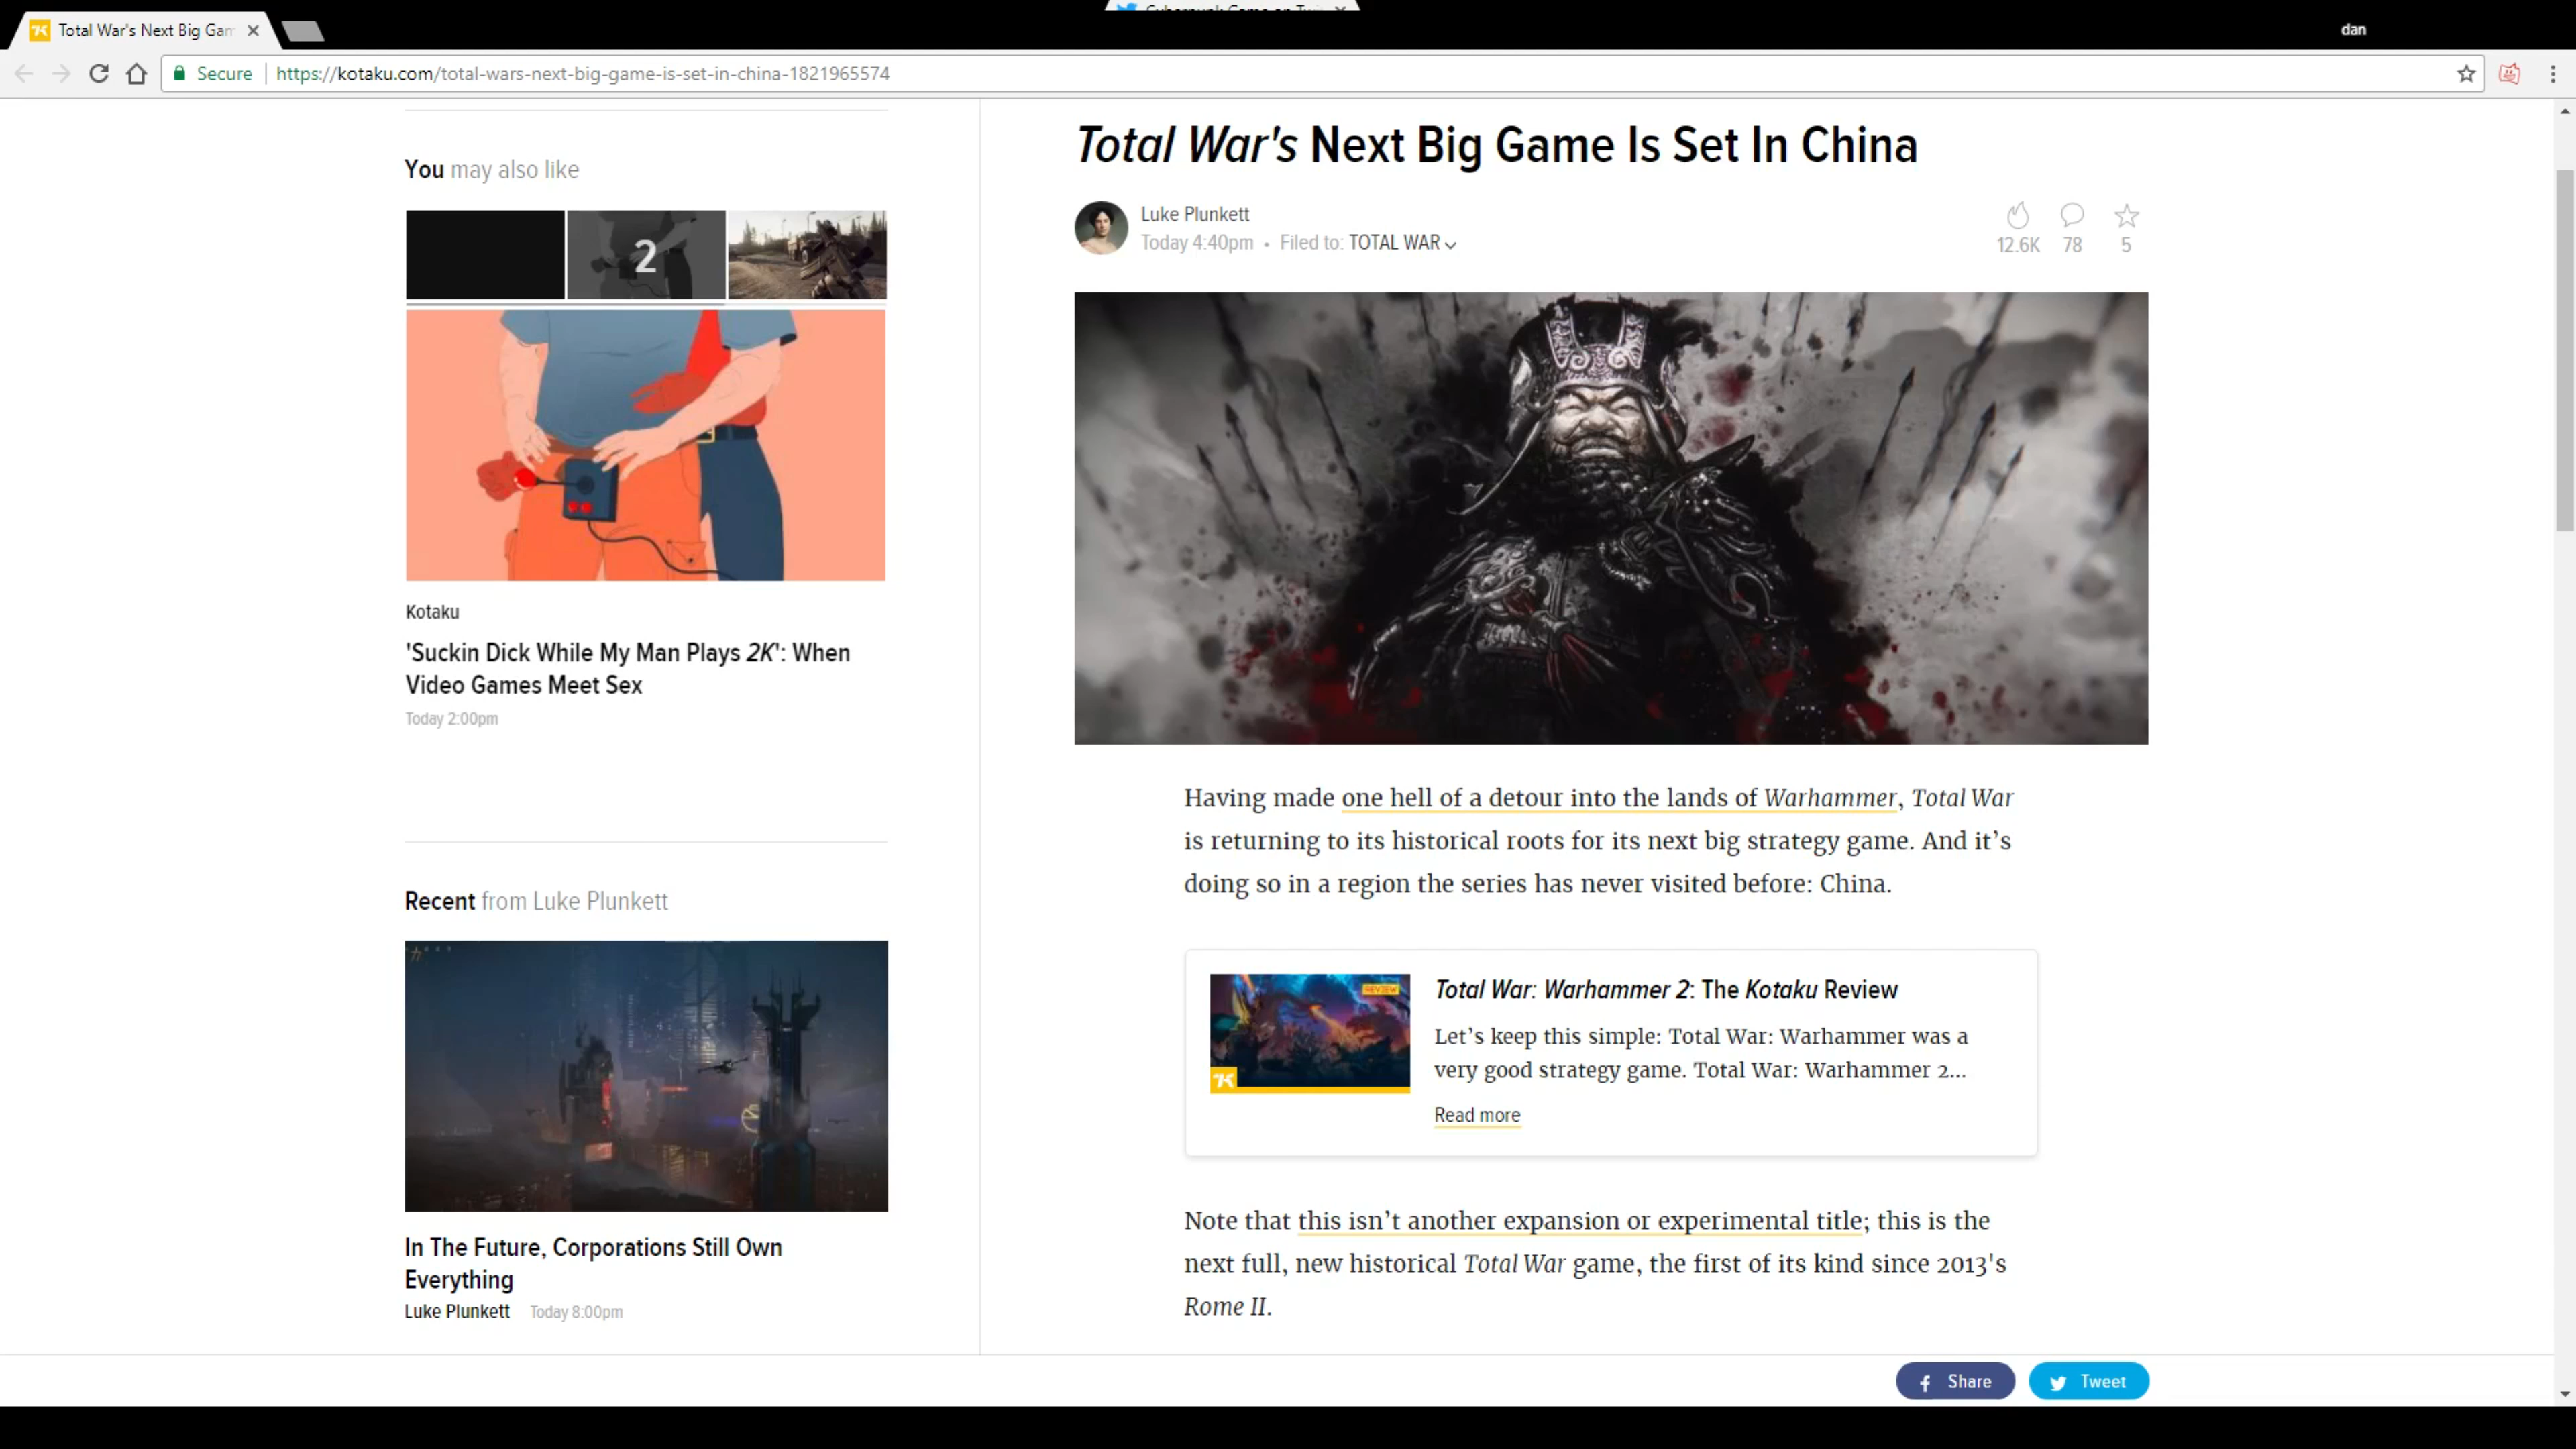 Total War's Next Big Gam
dan
Secure
https://kotaku.com/total-wars-next-big-game-is-set-in-china-1821965574
You may also like
2
Kotaku
'Suckin Dick While My Man Plays 2K': When
Video Games Meet Sex
Today 2:00pm
Recent from Luke Plunkett
In The Future, Corporations Still Own
Everything
Luke Plunkett Today 8:00pm
Total War's Next Big Game Is Set In China
Luke Plunkett
Today 4:40pm • Filed to: TOTAL WAR
12.6K 78 5
Having made one hell of a detour into the lands of Warhammer, Total War
is returning to its historical roots for its next big strategy game. And it’s
doing so in a region the series has never visited before: China.
REVIEW
Total War: Warhammer 2: The Kotaku Review
Let’s keep this simple: Total War: Warhammer was a
very good strategy game. Total War: Warhammer 2...
Read more
Note that this isn’t another expansion or experimental title; this is the
next full, new historical Total War game, the first of its kind since 2013's
Rome II.
Share
Tweet